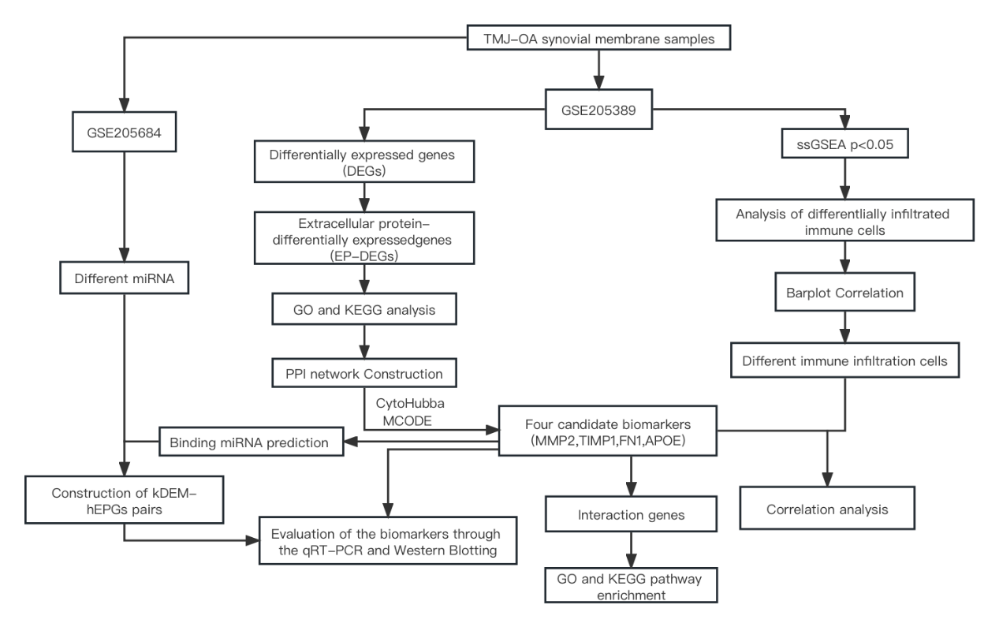 TMJ-OA synovial membrane samples
GSE205684
GSE205389
ssGSEA p<0.05
Differentially expressed genes
(DEGs)
Analysis of differentlially infiltrated
immune cells
Extracellular protein-
differentially expressedgenes
(EP-DEGs)
Different miRNA
Barplot Correlation
GO and KEGG analysis
Different immune infiltration cells
PPI network Construction
CytoHubba
MCODE
Four candidate biomarkers
(MMP2,TIMP1,FN1,APOE)
Binding miRNA prediction
Construction of kDEM-
hEPGs pairs
Interaction genes
Correlation analysis
Evaluation of the biomarkers through
the qRT-PCR and Western Blotting
GO and KEGG pathway
enrichment